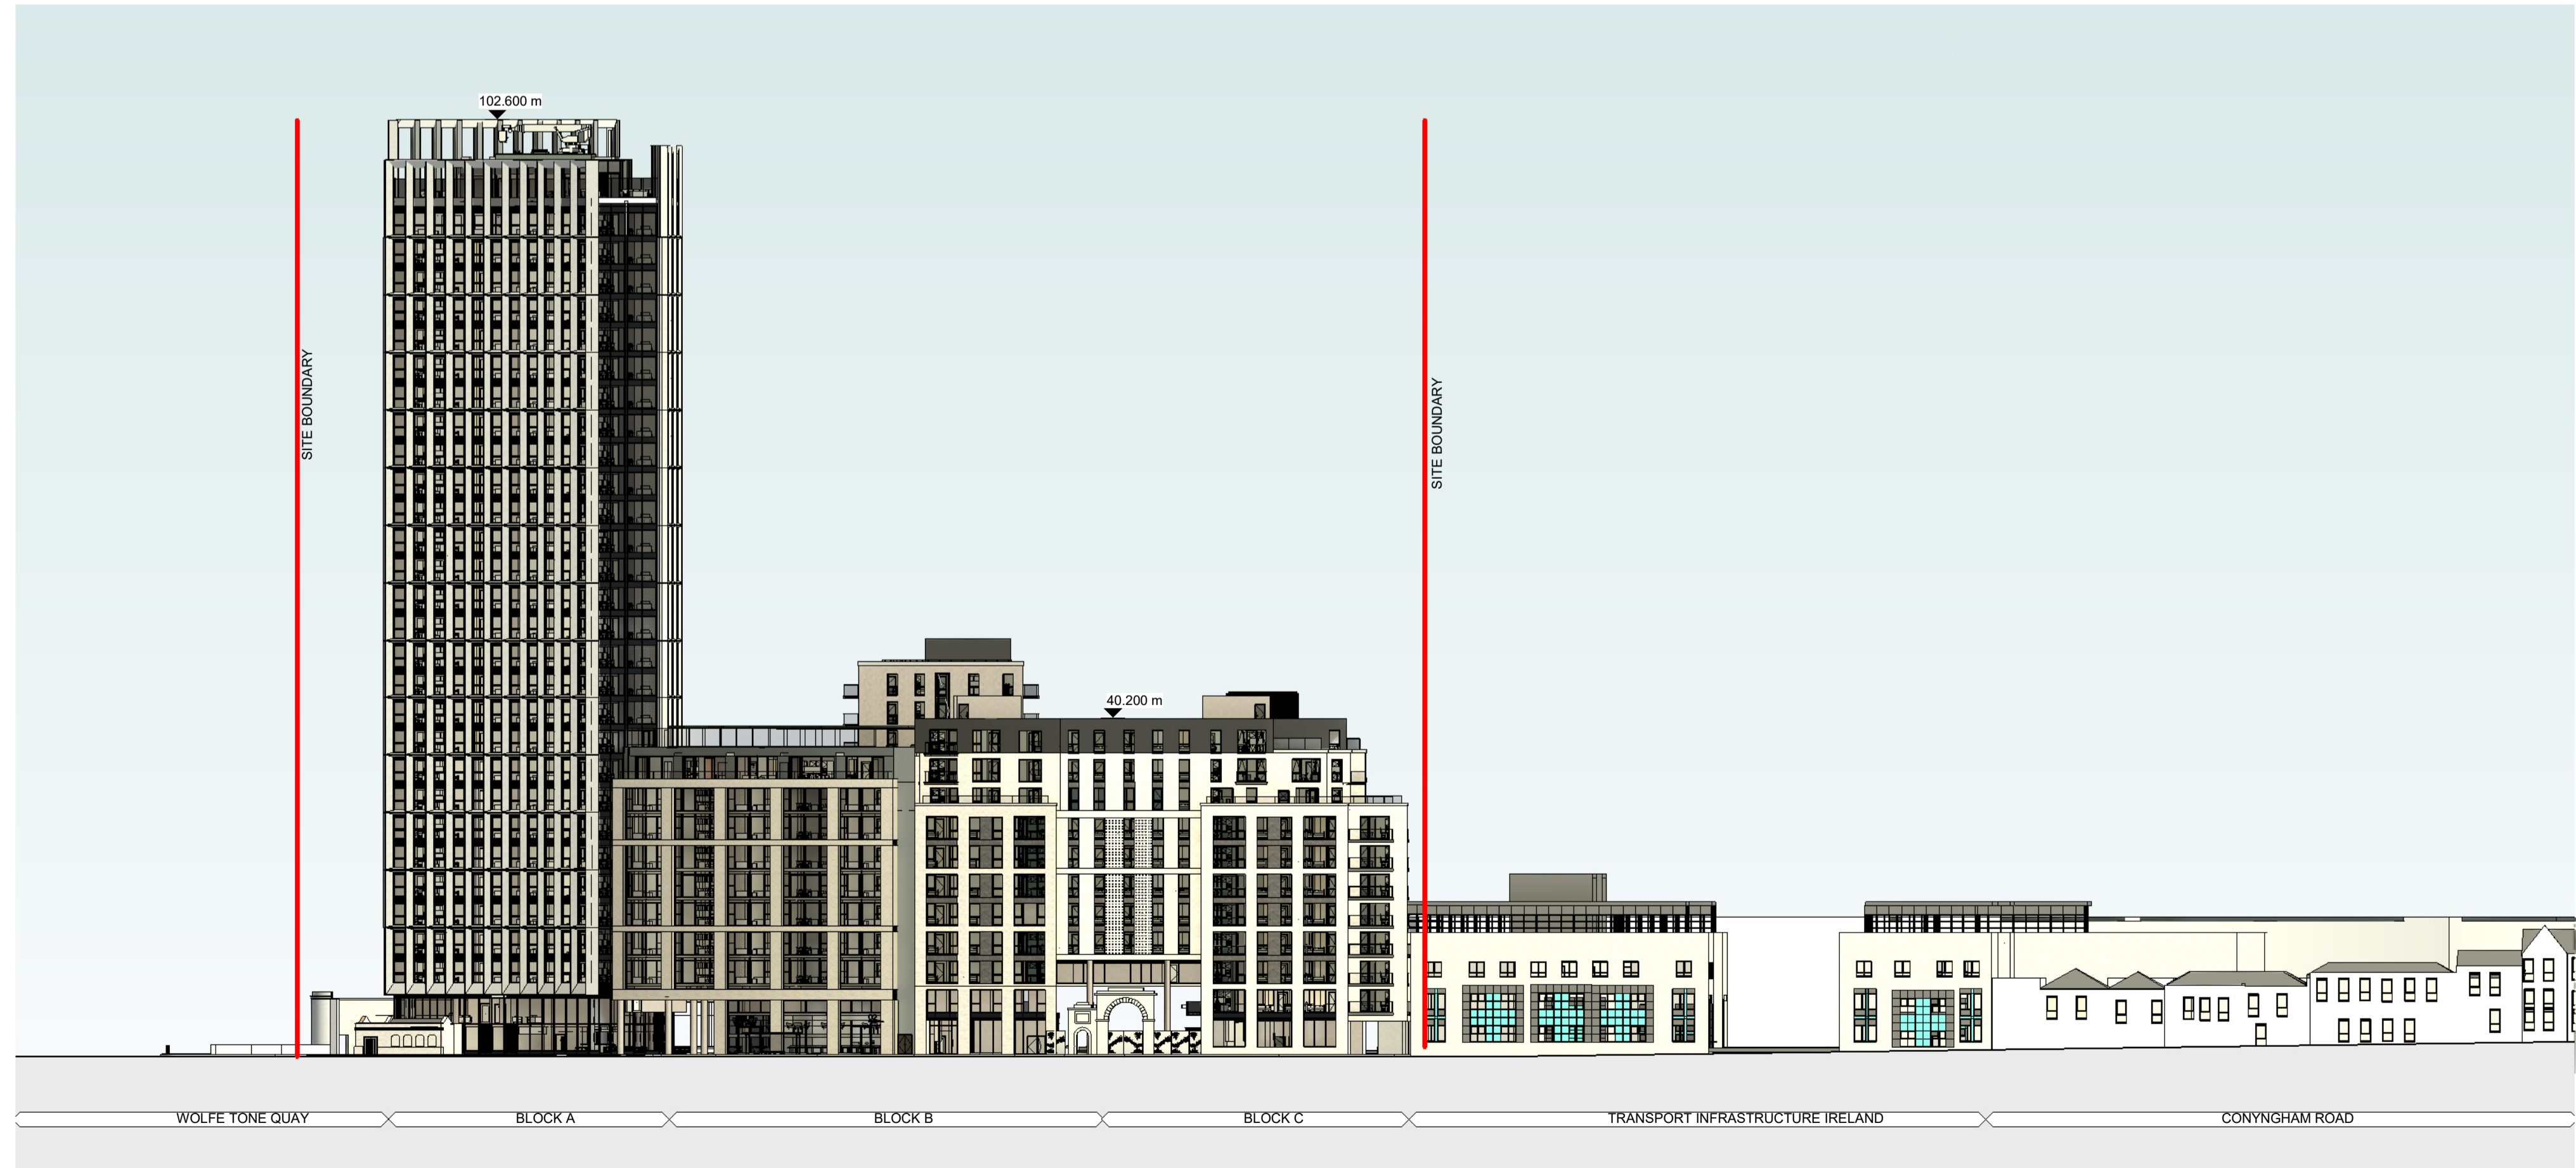 102.600 m
SITE BOUNDARY
SITE BOUNDARY
40.200 m
WOLFE TONE QUAY
BLOCK A
BLOCK B
BLOCK C
TRANSPORT INFRASTRUCTURE IRELAND
CONYNGHAM ROAD